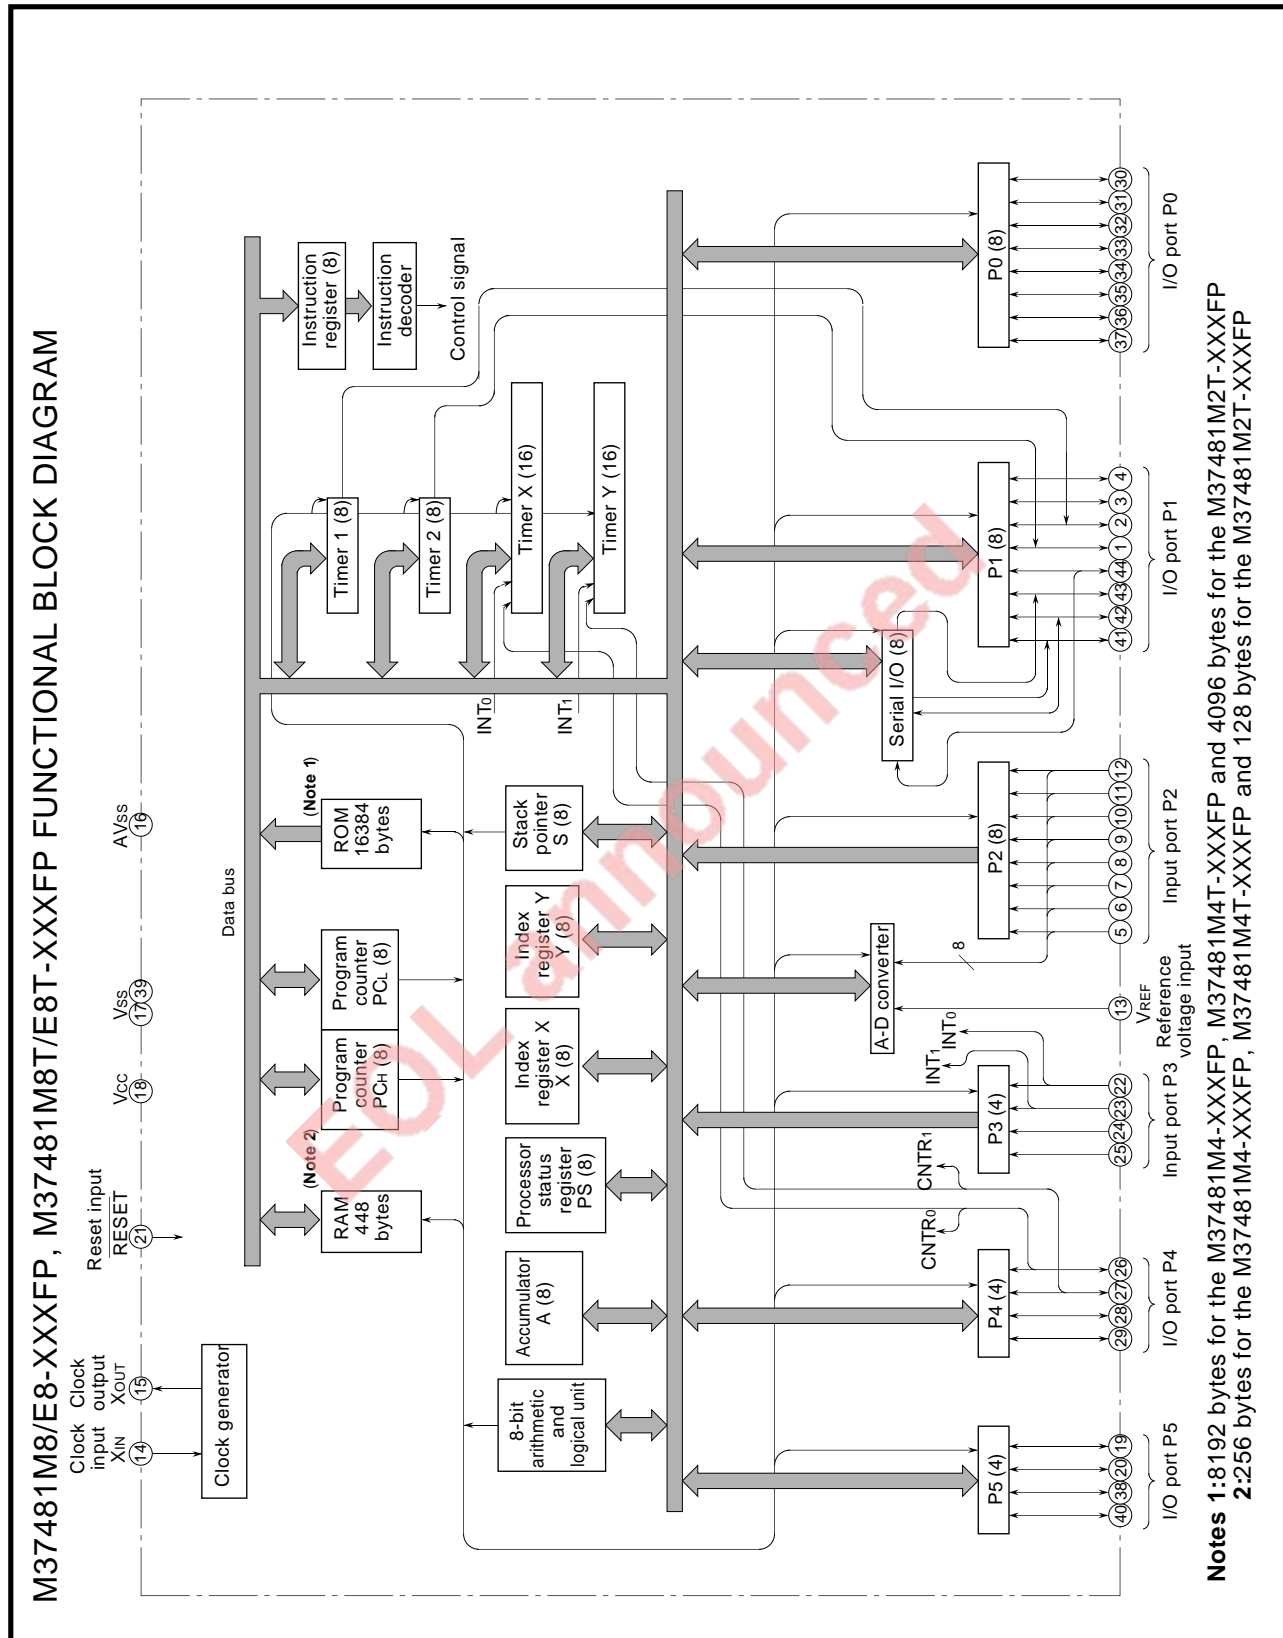 M37481M8/E8-XXXFP, M37481M8T/E8T-XXXFP FUNCTIONAL BLOCK DIAGRAM
Clock input XIN
14
Clock output XOUT
15
Reset input RESET
21
VCC
18
VSS
17 39
AVSS
16
Clock generator
Data bus
RAM
448
bytes
(Note 2)
Program
counter
PCH (8)
Program
counter
PCL (8)
ROM
16384
bytes
(Note 1)
Instruction
register (8)
Instruction
decoder
Control signal
Timer 1 (8)
Timer 2 (8)
Timer X (16)
Timer Y (16)
INT0
INT1
8-bit
arithmetic
and
logical unit
Accumulator
A (8)
Processor
status
register
PS (8)
Index
register X
X (8)
Index
register Y
Y (8)
Stack
pointer
S (8)
CNTR0
CNTR1
INT1
INT0
A-D converter
8
Serial I/O (8)
P5 (4)
P4 (4)
P3 (4)
P2 (8)
P1 (8)
P0 (8)
40 38 20 19
I/O port P5
29 28 27 26
I/O port P4
25 24 23 22
Input port P3
13
VREF
Reference
voltage input
5 6 7 8 9 10 11 12
Input port P2
41 42 43 44 1 2 3 4
I/O port P1
37 36 35 34 33 32 31 30
I/O port P0
Notes 1:8192 bytes for the M37481M4-XXXFP, M37481M4T-XXXFP and 4096 bytes for the M37481M2T-XXXFP
2:256 bytes for the M37481M4-XXXFP, M37481M4T-XXXFP and 128 bytes for the M37481M2T-XXXFP
EOL announced